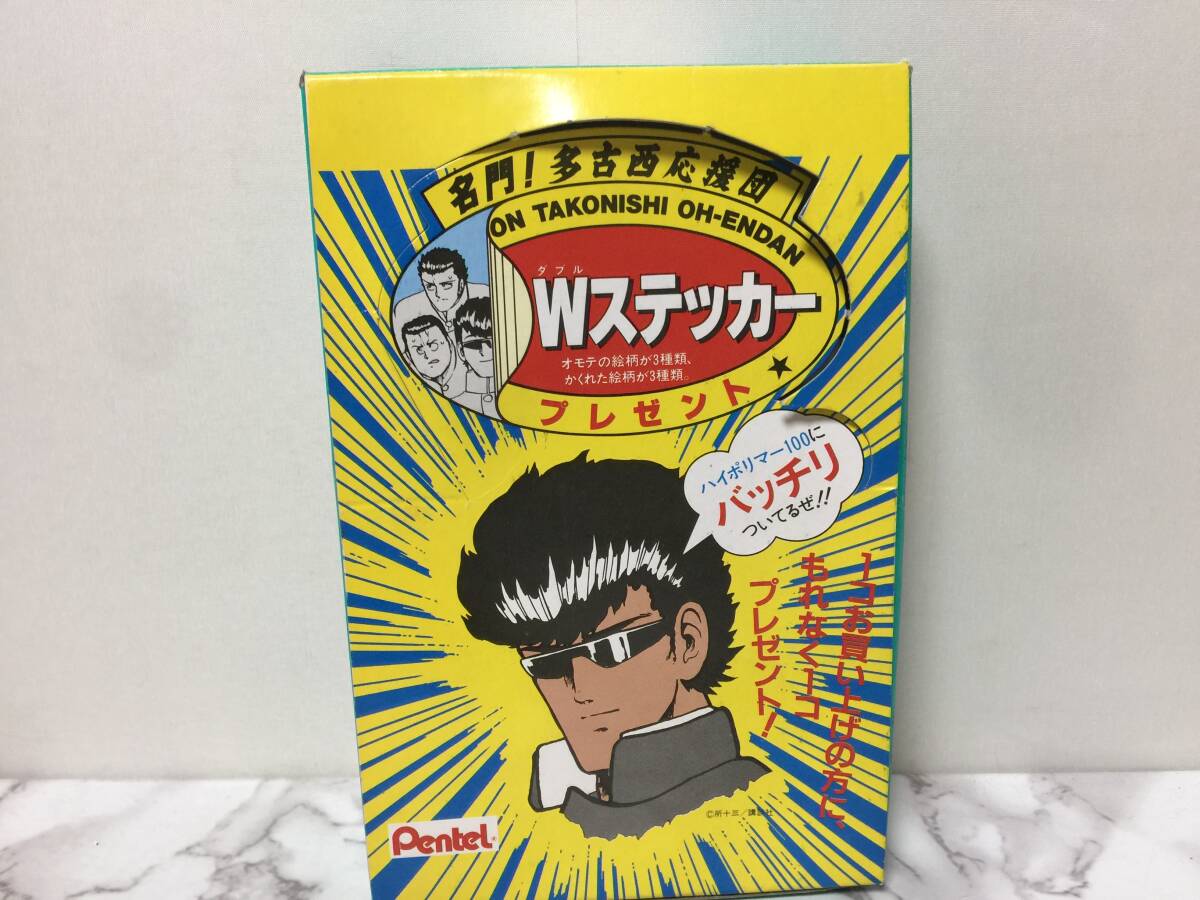 名門！多古西応援団
ON TAKONISHI OH-ENDAN
ダブル
Wステッカー
オモテの絵柄が3種類、
かくれた絵柄が3種類。
プレゼント★
ハイポリマー100に
バッチリ
ついてるぜ!!
1コお買い上げの方に、
もれなく1コ
プレゼント！
©所十三／講談社
Pentel